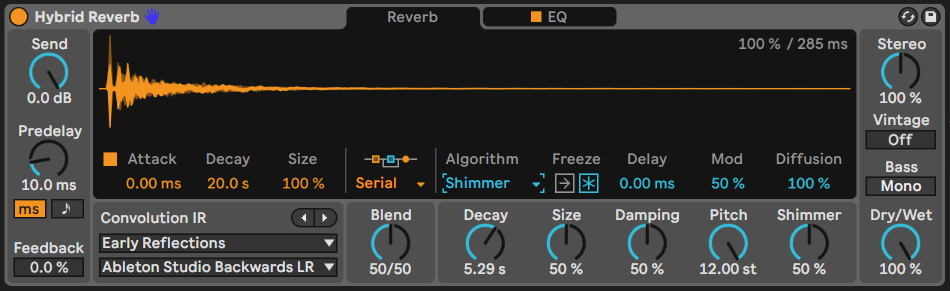 Hybrid Reverb
Reverb
EQ
Send
0.0 dB
Predelay
10.0 ms
ms
Feedback
0.0 %
100 % / 285 ms
Attack Decay Size
0.00 ms 20.0 s 100 %
Serial
Algorithm Freeze Delay Mod Diffusion
Shimmer 0.00 ms 50 % 100 %
Convolution IR
Early Reflections
Ableton Studio Backwards LR
Blend
50/50
Decay Size Damping Pitch Shimmer
5.29 s 50 % 50 % 12.00 st 50 %
Stereo
100 %
Vintage
Off
Bass
Mono
Dry/Wet
100 %